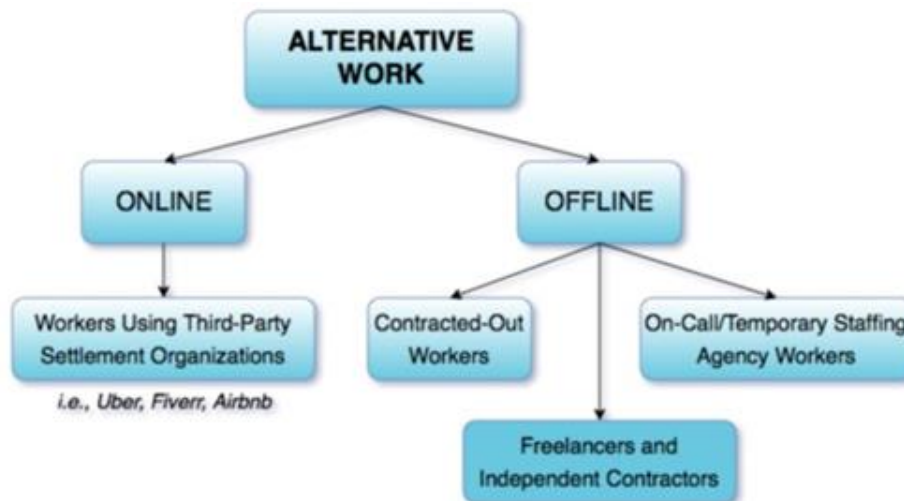 ALTERNATIVE
WORK
ONLINE
OFFLINE
Workers Using Third-Party
Settlement Organizations
i.e., Uber, Fiverr, Airbnb
Contracted-Out
Workers
On-Call/Temporary Staffing
Agency Workers
Freelancers and
Independent Contractors